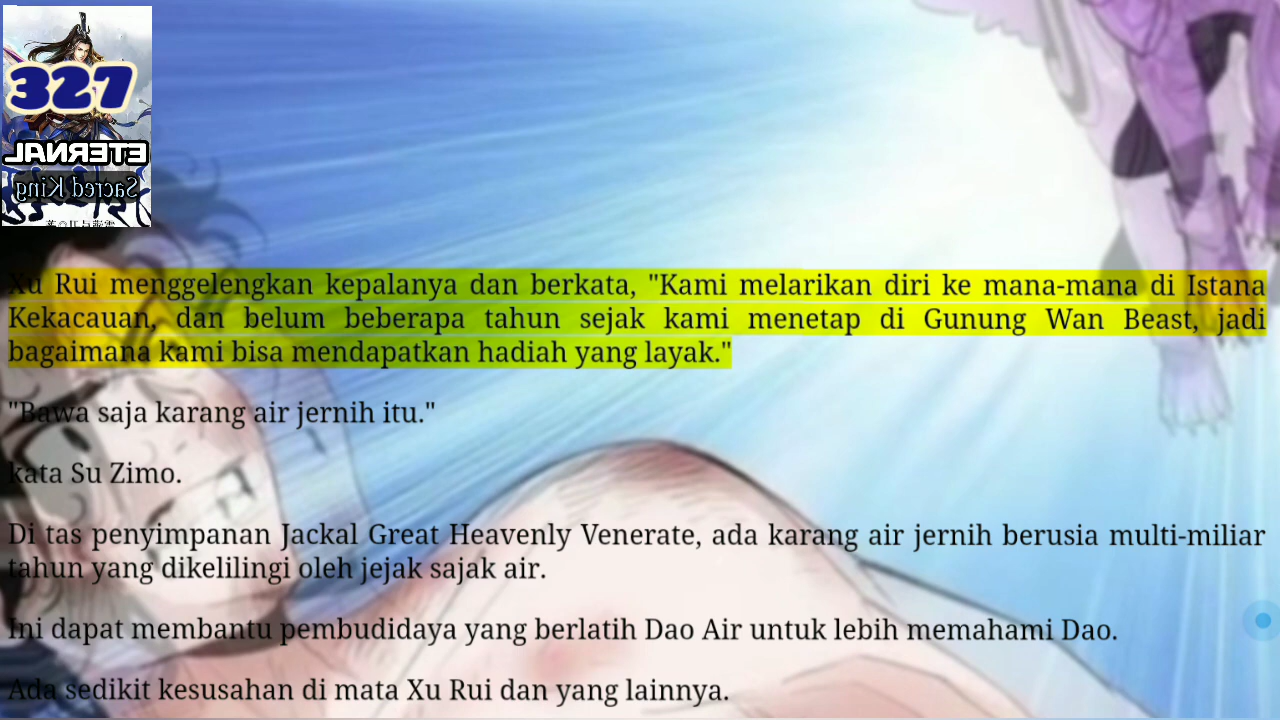 327
ETERNAL
Sacred King
Xu Rui menggelengkan kepalanya dan berkata, "Kami melarikan diri ke mana-mana di Istana
Kekacauan, dan belum beberapa tahun sejak kami menetap di Gunung Wan Beast, jadi
bagaimana kami bisa mendapatkan hadiah yang layak."
"Bawa saja karang air jernih itu."
kata Su Zimo.
Di tas penyimpanan Jackal Great Heavenly Venerate, ada karang air jernih berusia multi-miliar
tahun yang dikelilingi oleh jejak sajak air.
Ini dapat membantu pembudidaya yang berlatih Dao Air untuk lebih memahami Dao.
Ada sedikit kesusahan di mata Xu Rui dan yang lainnya.